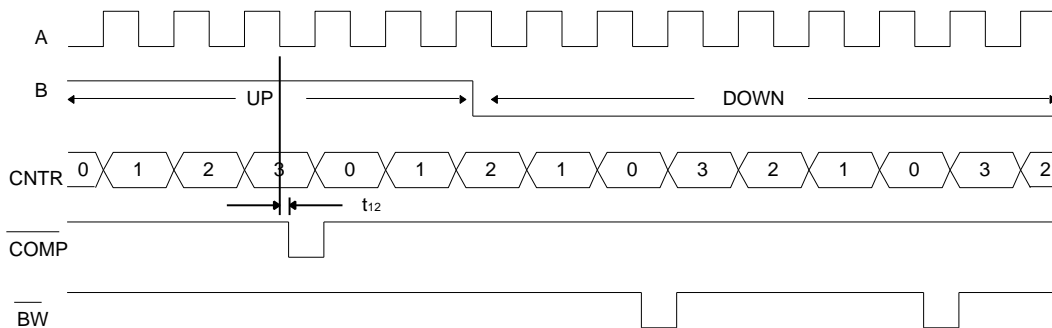 A
B
UP DOWN
CNTR 0 1 2 3 0 1 2 1 0 3 2 1 0 3 2
t12
COMP
BW